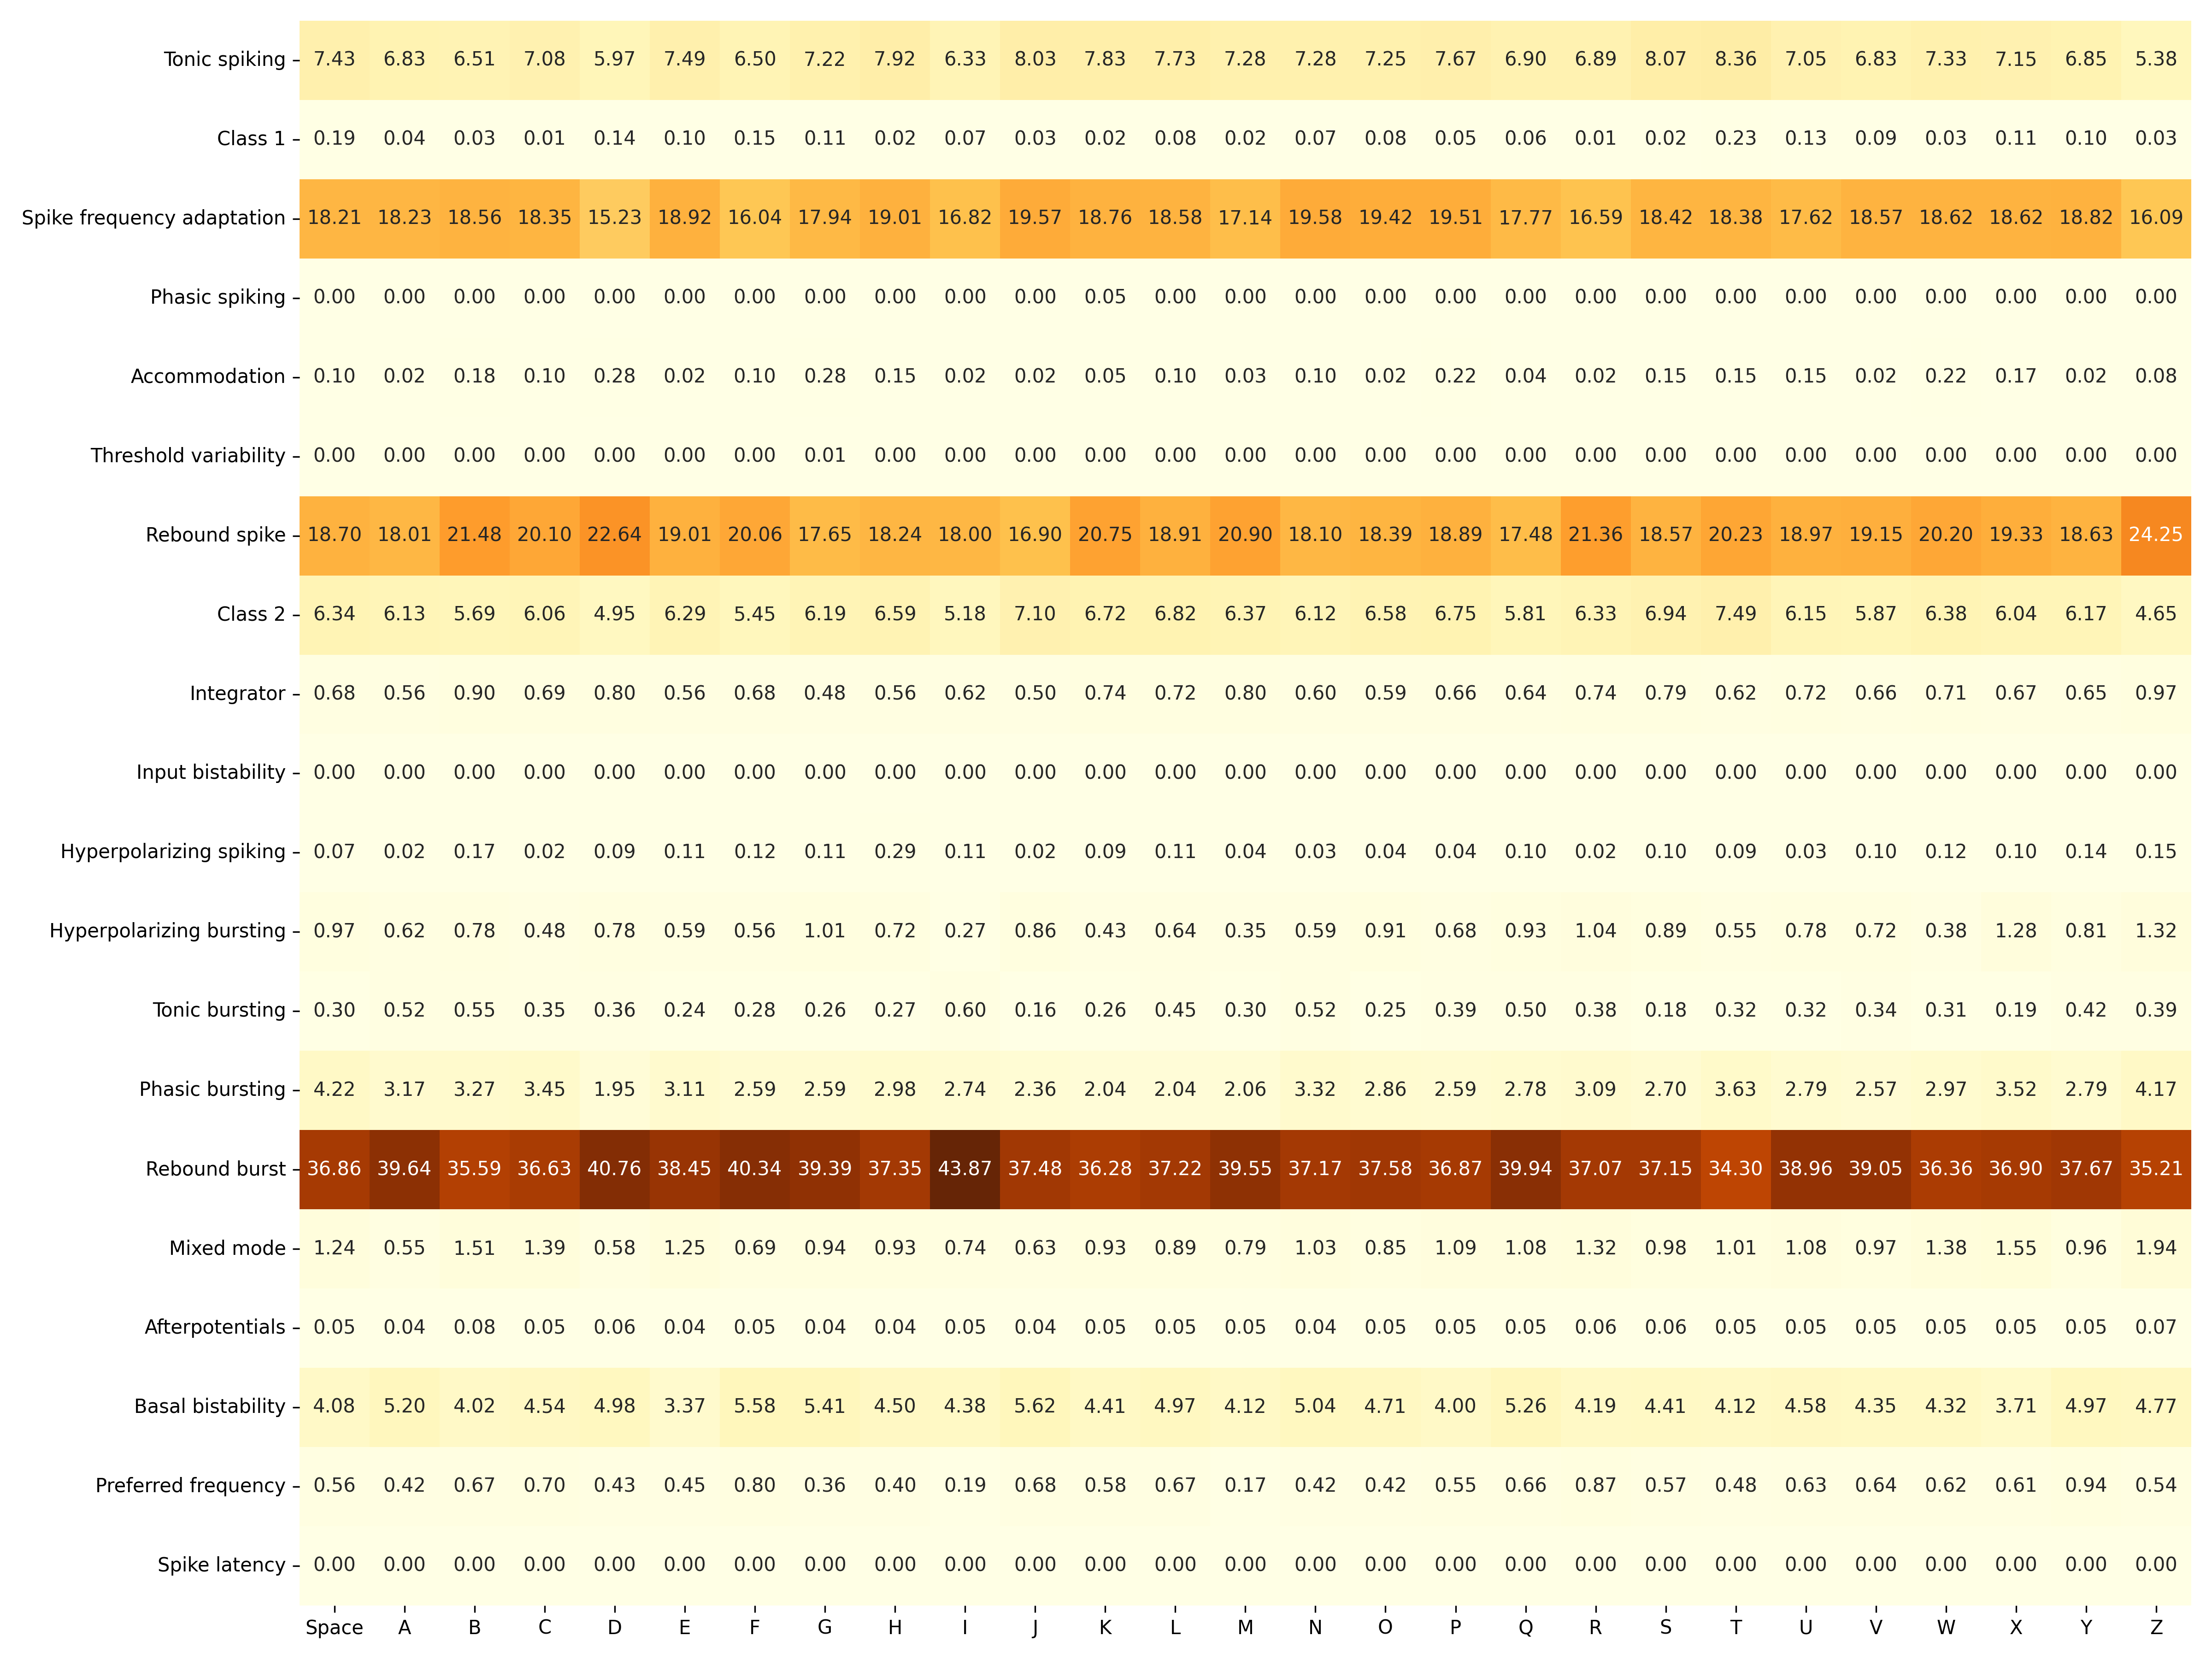 Tonic spiking 7.43 6.83 6.51 7.08 5.97 7.49 6.50 7.22 7.92 6.33 8.03 7.83 7.73 7.28 7.28 7.25 7.67 6.90 6.89 8.07 8.36 7.05 6.83 7.33 7.15 6.85 5.38
Class 1 0.19 0.04 0.03 0.01 0.14 0.10 0.15 0.11 0.02 0.07 0.03 0.02 0.08 0.02 0.07 0.08 0.05 0.06 0.01 0.02 0.23 0.13 0.09 0.03 0.11 0.10 0.03
Spike frequency adaptation 18.21 18.23 18.56 18.35 15.23 18.92 16.04 17.94 19.01 16.82 19.57 18.76 18.58 17.14 19.58 19.42 19.51 17.77 16.59 18.42 18.38 17.62 18.57 18.62 18.62 18.82 16.09
Phasic spiking 0.00 0.00 0.00 0.00 0.00 0.00 0.00 0.00 0.00 0.00 0.00 0.05 0.00 0.00 0.00 0.00 0.00 0.00 0.00 0.00 0.00 0.00 0.00 0.00 0.00 0.00 0.00
Accommodation 0.10 0.02 0.18 0.10 0.28 0.02 0.10 0.28 0.15 0.02 0.02 0.05 0.10 0.03 0.10 0.02 0.22 0.04 0.02 0.15 0.15 0.15 0.02 0.22 0.17 0.02 0.08
Threshold variability 0.00 0.00 0.00 0.00 0.00 0.00 0.00 0.01 0.00 0.00 0.00 0.00 0.00 0.00 0.00 0.00 0.00 0.00 0.00 0.00 0.00 0.00 0.00 0.00 0.00 0.00 0.00
Rebound spike 18.70 18.01 21.48 20.10 22.64 19.01 20.06 17.65 18.24 18.00 16.90 20.75 18.91 20.90 18.10 18.39 18.89 17.48 21.36 18.57 20.23 18.97 19.15 20.20 19.33 18.63 24.25
Class 2 6.34 6.13 5.69 6.06 4.95 6.29 5.45 6.19 6.59 5.18 7.10 6.72 6.82 6.37 6.12 6.58 6.75 5.81 6.33 6.94 7.49 6.15 5.87 6.38 6.04 6.17 4.65
Integrator 0.68 0.56 0.90 0.69 0.80 0.56 0.68 0.48 0.56 0.62 0.50 0.74 0.72 0.80 0.60 0.59 0.66 0.64 0.74 0.79 0.62 0.72 0.66 0.71 0.67 0.65 0.97
Input bistability 0.00 0.00 0.00 0.00 0.00 0.00 0.00 0.00 0.00 0.00 0.00 0.00 0.00 0.00 0.00 0.00 0.00 0.00 0.00 0.00 0.00 0.00 0.00 0.00 0.00 0.00 0.00
Hyperpolarizing spiking 0.07 0.02 0.17 0.02 0.09 0.11 0.12 0.11 0.29 0.11 0.02 0.09 0.11 0.04 0.03 0.04 0.04 0.10 0.02 0.10 0.09 0.03 0.10 0.12 0.10 0.14 0.15
Hyperpolarizing bursting 0.97 0.62 0.78 0.48 0.78 0.59 0.56 1.01 0.72 0.27 0.86 0.43 0.64 0.35 0.59 0.91 0.68 0.93 1.04 0.89 0.55 0.78 0.72 0.38 1.28 0.81 1.32
Tonic bursting 0.30 0.52 0.55 0.35 0.36 0.24 0.28 0.26 0.27 0.60 0.16 0.26 0.45 0.30 0.52 0.25 0.39 0.50 0.38 0.18 0.32 0.32 0.34 0.31 0.19 0.42 0.39
Phasic bursting 4.22 3.17 3.27 3.45 1.95 3.11 2.59 2.59 2.98 2.74 2.36 2.04 2.04 2.06 3.32 2.86 2.59 2.78 3.09 2.70 3.63 2.79 2.57 2.97 3.52 2.79 4.17
Rebound burst 36.86 39.64 35.59 36.63 40.76 38.45 40.34 39.39 37.35 43.87 37.48 36.28 37.22 39.55 37.17 37.58 36.87 39.94 37.07 37.15 34.30 38.96 39.05 36.36 36.90 37.67 35.21
Mixed mode 1.24 0.55 1.51 1.39 0.58 1.25 0.69 0.94 0.93 0.74 0.63 0.93 0.89 0.79 1.03 0.85 1.09 1.08 1.32 0.98 1.01 1.08 0.97 1.38 1.55 0.96 1.94
Afterpotentials 0.05 0.04 0.08 0.05 0.06 0.04 0.05 0.04 0.04 0.05 0.04 0.05 0.05 0.05 0.04 0.05 0.05 0.05 0.06 0.06 0.05 0.05 0.05 0.05 0.05 0.05 0.07
Basal bistability 4.08 5.20 4.02 4.54 4.98 3.37 5.58 5.41 4.50 4.38 5.62 4.41 4.97 4.12 5.04 4.71 4.00 5.26 4.19 4.41 4.12 4.58 4.35 4.32 3.71 4.97 4.77
Preferred frequency 0.56 0.42 0.67 0.70 0.43 0.45 0.80 0.36 0.40 0.19 0.68 0.58 0.67 0.17 0.42 0.42 0.55 0.66 0.87 0.57 0.48 0.63 0.64 0.62 0.61 0.94 0.54
Spike latency 0.00 0.00 0.00 0.00 0.00 0.00 0.00 0.00 0.00 0.00 0.00 0.00 0.00 0.00 0.00 0.00 0.00 0.00 0.00 0.00 0.00 0.00 0.00 0.00 0.00 0.00 0.00
Space A B C D E F G H I J K L M N O P Q R S T U V W X Y Z